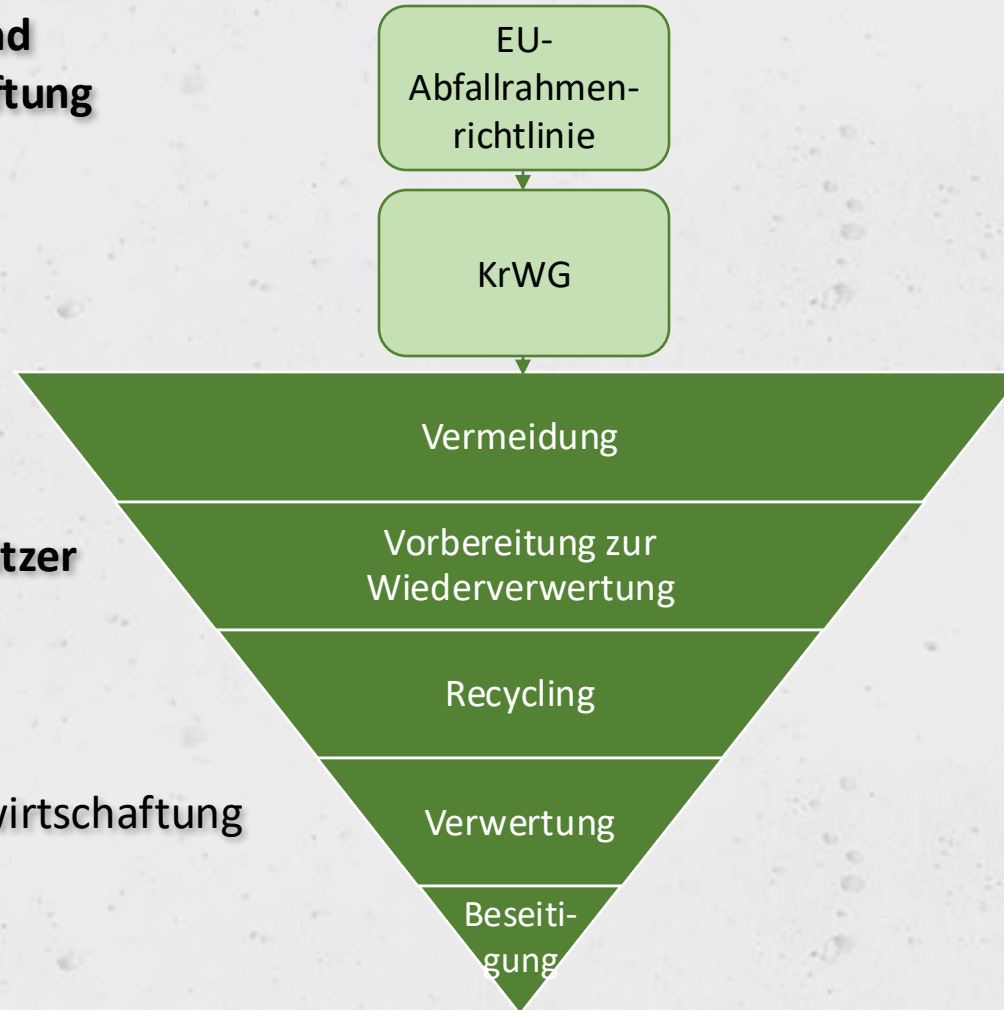 nd
ftung
EU-
Abfallrahmen-
richtlinie
KrWG
Vermeidung
Vorbereitung zur
Wiederverwertung
tzer
Recycling
wirtschaftung
Verwertung
Beseiti-
gung